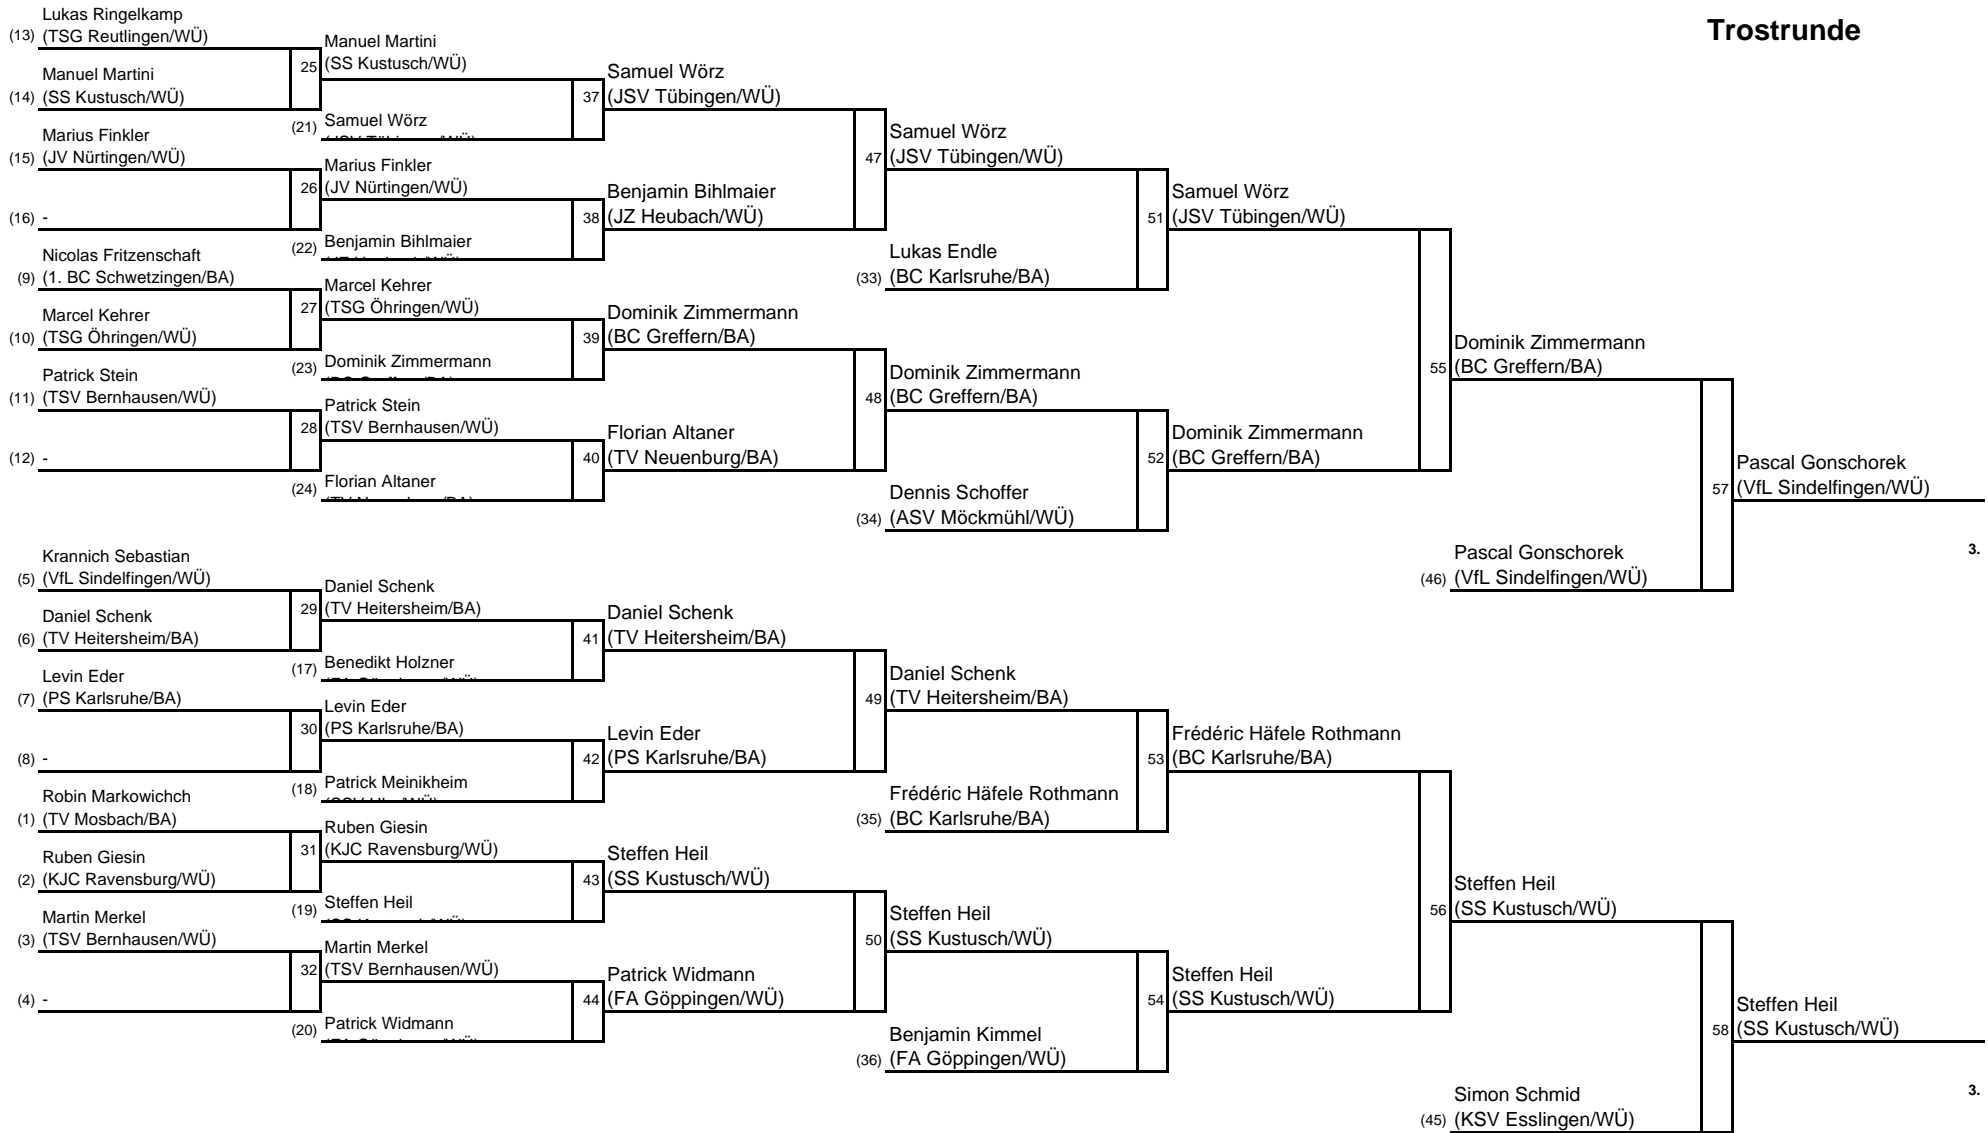 Trostrunde
Lukas Ringelkamp
(13) (TSG Reutlingen/WÜ)
25
Manuel Martini
(14) (SS Kustusch/WÜ)
Marius Finkler
(15) (JV Nürtingen/WÜ)
26
(16) -
Nicolas Fritzenschaft
(9) (1. BC Schwetzingen/BA)
27
Marcel Kehrer
(10) (TSG Öhringen/WÜ)
Patrick Stein
(11) (TSV Bernhausen/WÜ)
28
(12) -
Krannich Sebastian
(5) (VfL Sindelfingen/WÜ)
29
Daniel Schenk
(6) (TV Heitersheim/BA)
Levin Eder
(7) (PS Karlsruhe/BA)
30
(8) -
Robin Markowichch
(1) (TV Mosbach/BA)
31
Ruben Giesin
(2) (KJC Ravensburg/WÜ)
Martin Merkel
(3) (TSV Bernhausen/WÜ)
32
(4) -
Manuel Martini
(SS Kustusch/WÜ)
37
(21) Samuel Wörz
Marius Finkler
(JV Nürtingen/WÜ)
38
(22) Benjamin Bihlmaier
Marcel Kehrer
(TSG Öhringen/WÜ)
39
(23) Dominik Zimmermann
Patrick Stein
(TSV Bernhausen/WÜ)
40
(24) Florian Altaner
Daniel Schenk
(TV Heitersheim/BA)
41
(17) Benedikt Holzner
Levin Eder
(PS Karlsruhe/BA)
42
(18) Patrick Meinikheim
Ruben Giesin
(KJC Ravensburg/WÜ)
43
(19) Steffen Heil
Martin Merkel
(TSV Bernhausen/WÜ)
44
(20) Patrick Widmann
Samuel Wörz
(JSV Tübingen/WÜ)
47
Benjamin Bihlmaier
(JZ Heubach/WÜ)
Dominik Zimmermann
(BC Greffern/BA)
48
Florian Altaner
(TV Neuenburg/BA)
Daniel Schenk
(TV Heitersheim/BA)
49
Levin Eder
(PS Karlsruhe/BA)
Steffen Heil
(SS Kustusch/WÜ)
50
Patrick Widmann
(FA Göppingen/WÜ)
Samuel Wörz
(JSV Tübingen/WÜ)
51
Lukas Endle
(33) (BC Karlsruhe/BA)
Dominik Zimmermann
(BC Greffern/BA)
52
Dennis Schoffer
(34) (ASV Möckmühl/WÜ)
Daniel Schenk
(TV Heitersheim/BA)
53
Frédéric Häfele Rothmann
(35) (BC Karlsruhe/BA)
Steffen Heil
(SS Kustusch/WÜ)
54
Benjamin Kimmel
(36) (FA Göppingen/WÜ)
Samuel Wörz
(JSV Tübingen/WÜ)
55
Dominik Zimmermann
(BC Greffern/BA)
Frédéric Häfele Rothmann
(BC Karlsruhe/BA)
56
Steffen Heil
(SS Kustusch/WÜ)
Dominik Zimmermann
(BC Greffern/BA)
57
Pascal Gonschorek
(46) (VfL Sindelfingen/WÜ)
Steffen Heil
(SS Kustusch/WÜ)
58
Simon Schmid
(45) (KSV Esslingen/WÜ)
Pascal Gonschorek
(VfL Sindelfingen/WÜ)
3.
Steffen Heil
(SS Kustusch/WÜ)
3.